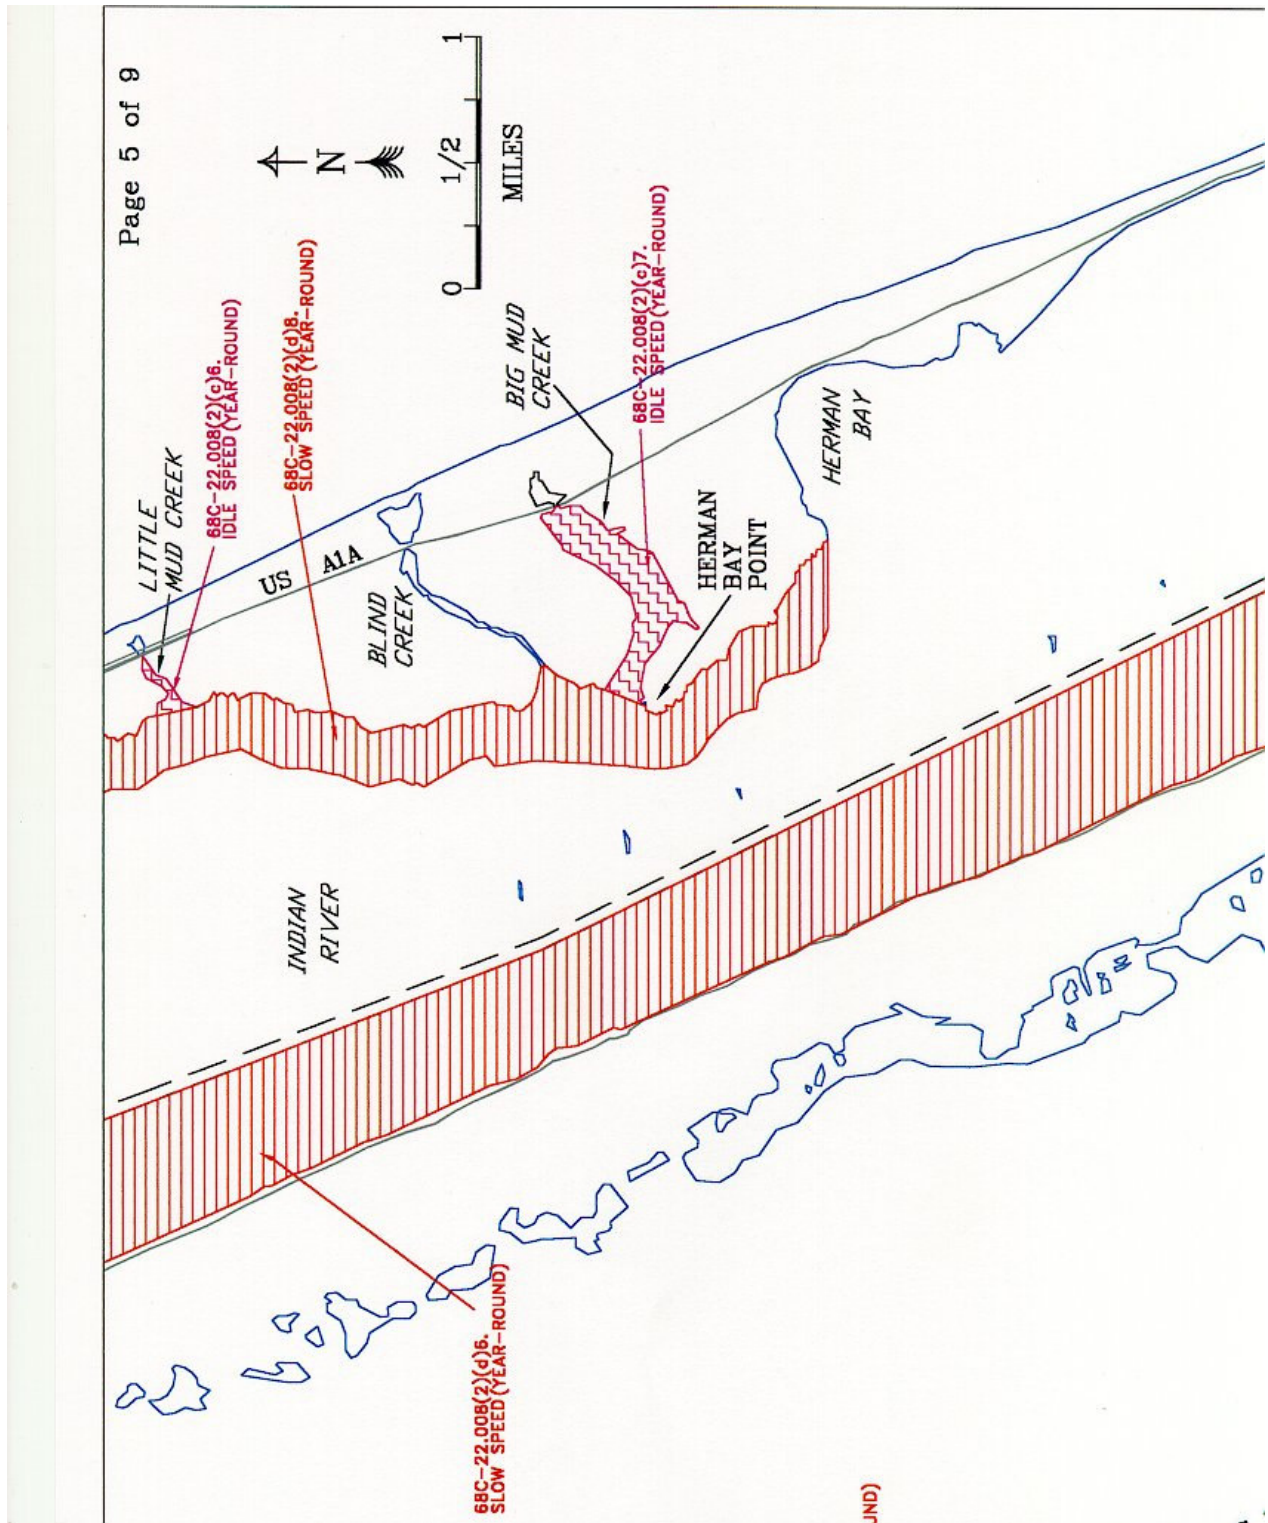 Page 5 of 9
N
0 1/2 1
MILES
LITTLE
MUD CREEK
68C-22.008(2)(c)6.
IDLE SPEED (YEAR-ROUND)
68C-22.008(2)(d)8.
SLOW SPEED (YEAR-ROUND)
US A1A
BLIND
CREEK
BIG MUD
CREEK
68C-22.008(2)(c)7.
IDLE SPEED (YEAR-ROUND)
HERMAN
BAY
POINT
HERMAN
BAY
INDIAN
RIVER
68C-22.008(2)(d)6.
SLOW SPEED (YEAR-ROUND)
UND)